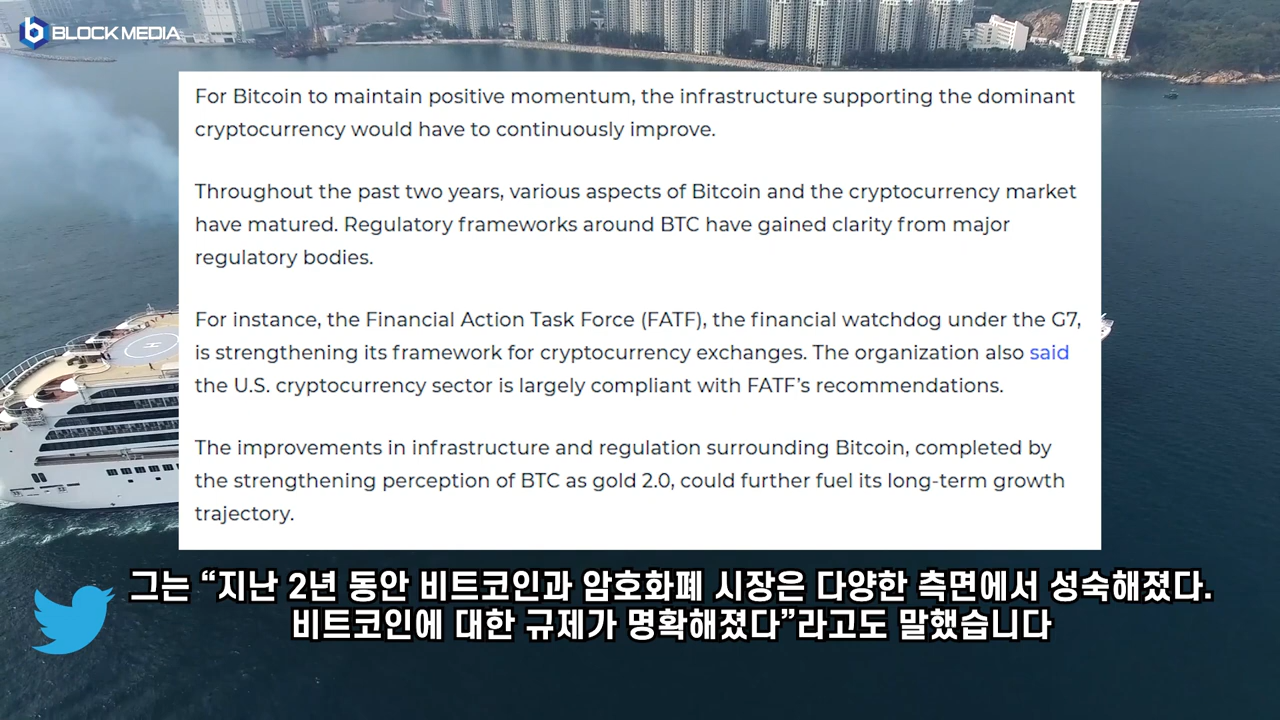 BLOCKMEDIA
For Bitcoin to maintain positive momentum, the infrastructure supporting the dominant
cryptocurrency would have to continuously improve.
Throughout the past two years, various aspects of Bitcoin and the cryptocurrency market
have matured. Regulatory frameworks around BTC have gained clarity from major
regulatory bodies.
For instance, the Financial Action Task Force (FATF), the financial watchdog under the G7,
is strengthening its framework for cryptocurrency exchanges. The organization also said
the U.S. cryptocurrency sector is largely compliant with FATF’s recommendations.
The improvements in infrastructure and regulation surrounding Bitcoin, completed by
the strengthening perception of BTC as gold 2.0, could further fuel its long-term growth
trajectory.
그는 “지난 2년 동안 비트코인과 암호화폐 시장은 다양한 측면에서 성숙해졌다.
비트코인에 대한 규제가 명확해졌다”라고도 말했습니다